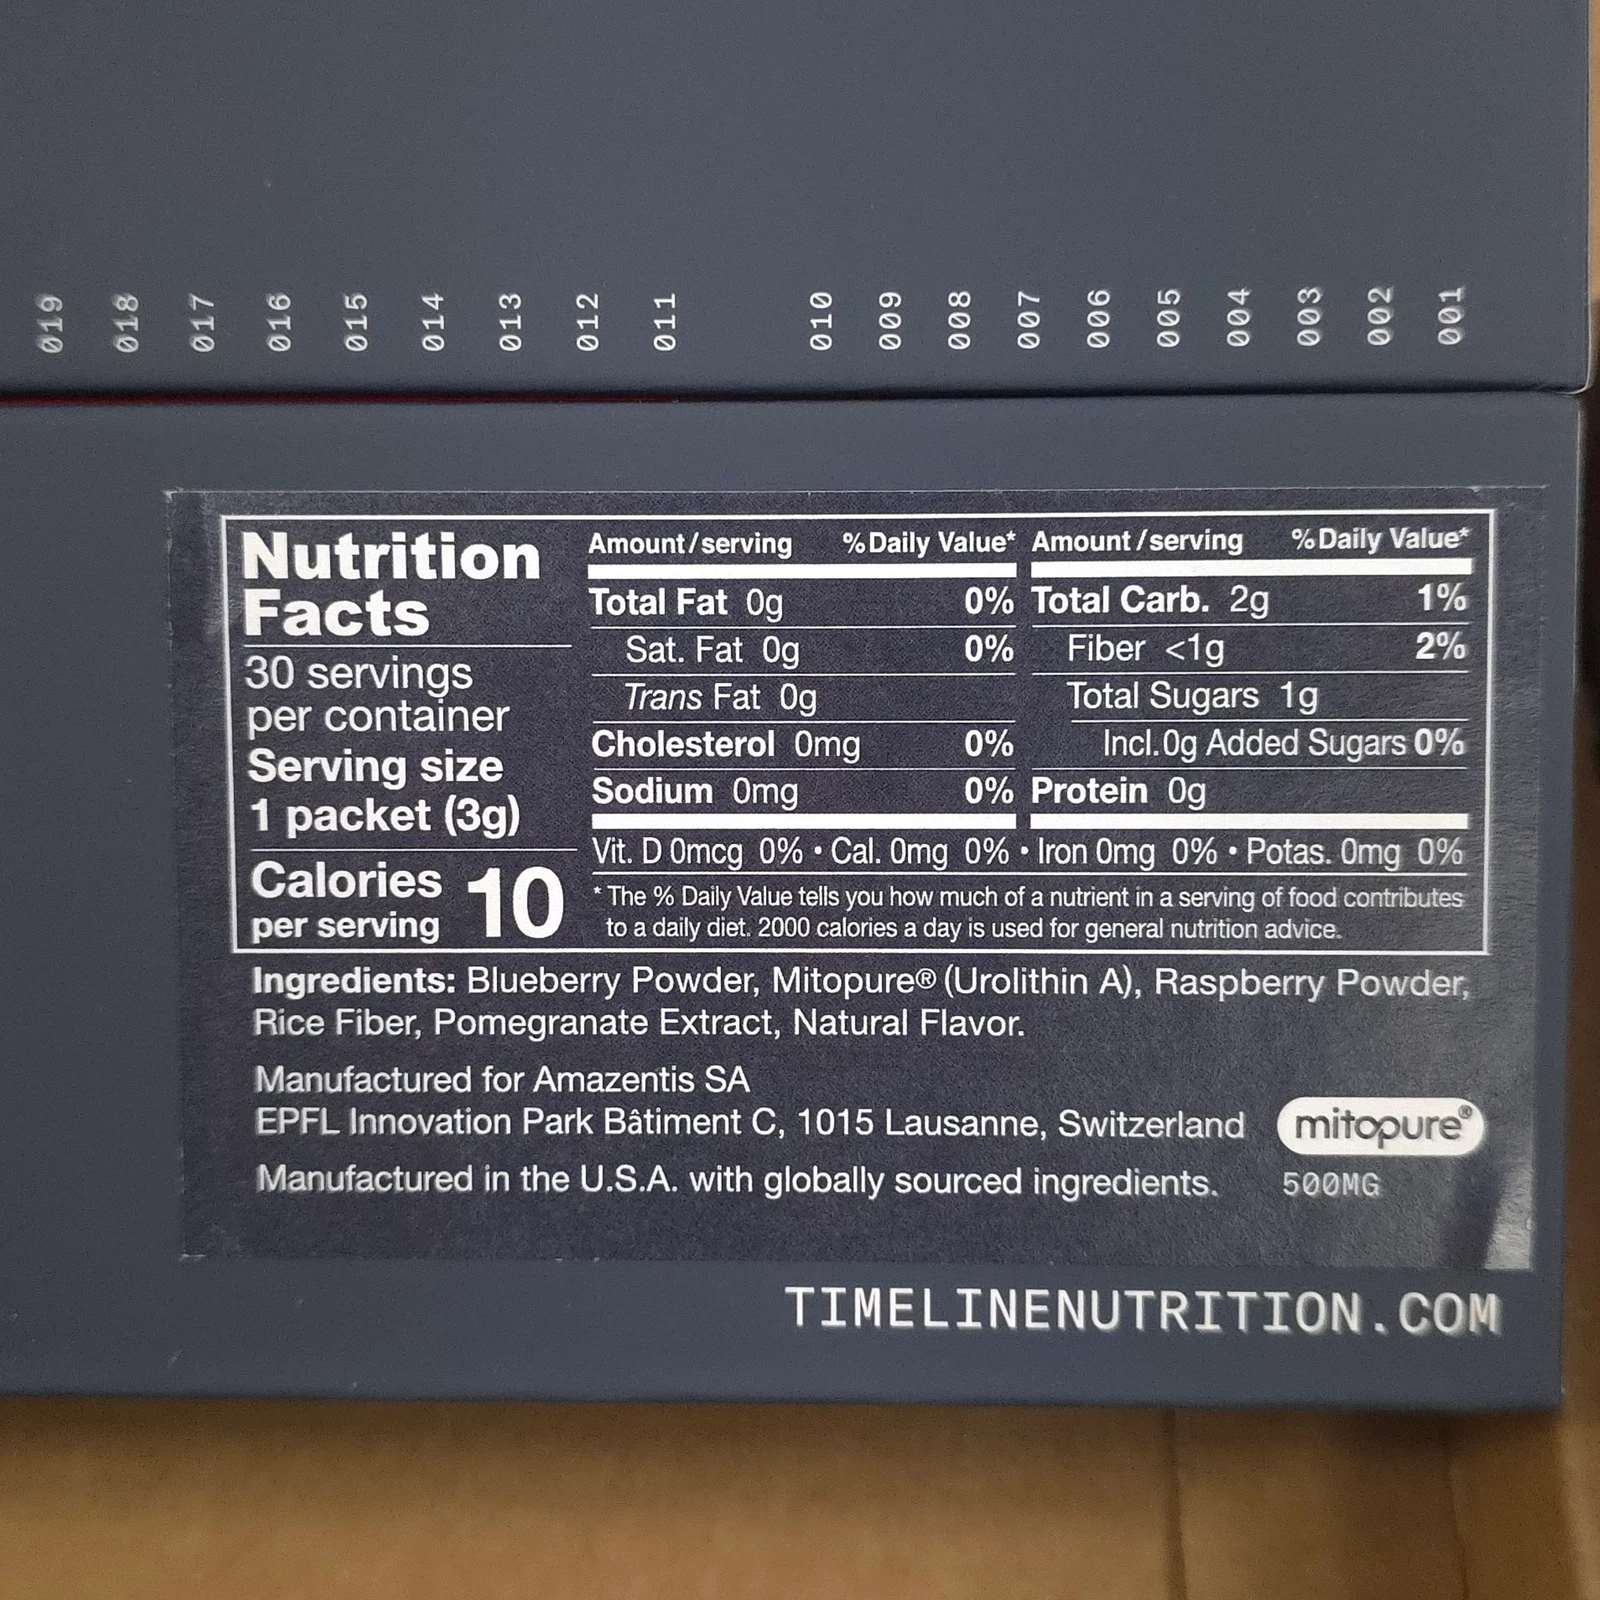 019 018 017 016 015 014 013 012 011 010 009 008 007 006 005 004 003 002 001
Nutrition
Facts
30 servings
per container
Serving size
1 packet (3g)
Calories
per serving 10
Amount/serving %Daily Value*
Total Fat 0g 0%
Sat. Fat 0g 0%
Trans Fat 0g
Cholesterol 0mg 0%
Sodium 0mg 0%
Amount/serving %Daily Value*
Total Carb. 2g 1%
Fiber <1g 2%
Total Sugars 1g
Incl.0g Added Sugars 0%
Protein 0g
Vit. D 0mcg 0% • Cal. 0mg 0% • Iron 0mg 0% • Potas. 0mg 0%
* The % Daily Value tells you how much of a nutrient in a serving of food contributes
to a daily diet. 2000 calories a day is used for general nutrition advice.
Ingredients: Blueberry Powder, Mitopure® (Urolithin A), Raspberry Powder,
Rice Fiber, Pomegranate Extract, Natural Flavor.
Manufactured for Amazentis SA
EPFL Innovation Park Bâtiment C, 1015 Lausanne, Switzerland
Manufactured in the U.S.A. with globally sourced ingredients.
mitopure®
500MG
TIMELINENUTRITION.COM